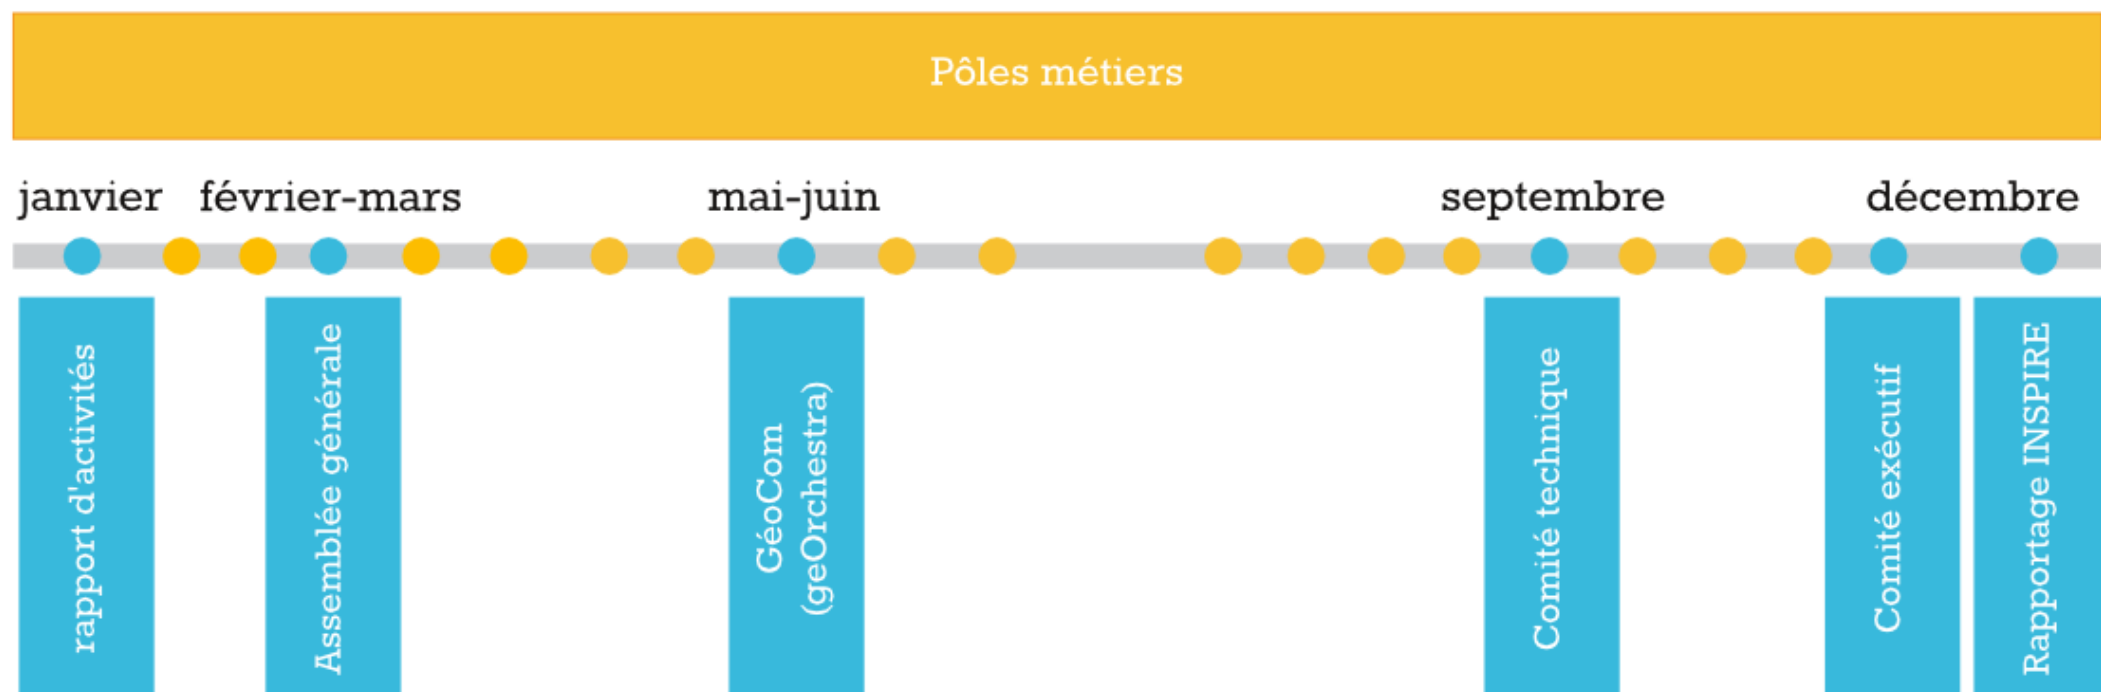 Pôles métiers
janvier
février-mars
mai-juin
septembre
décembre
rapport d'activités
Assemblée générale
GéoCom
(geOrchestra)
Comité technique
Comité exécutif
Rapportage INSPIRE